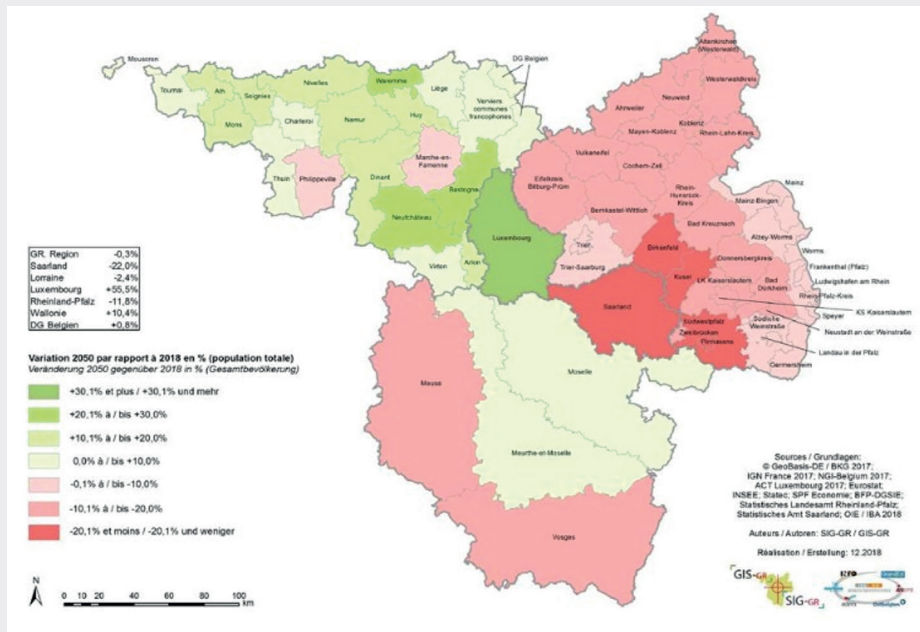 Mouscron
DG Belgien
Tournai
Ath
Soignies
Nivelles
Waremme
Liège
Verviers
communes
francophones
Mons
Charleroi
Namur
Huy
Thuin
Philippeville
Dinant
Marche-en-
Famenne
Bastogne
Neufchâteau
Virton
Arlon
Luxembourg
Altenkirchen
(Westerwald)
Westerwaldkreis
Neuwied
Ahrweiler
Koblenz
Mayen-Koblenz
Rhein-Lahn-Kreis
Vulkaneifel
Cochem-Zell
Eifelkreis
Bitburg-Prüm
Rhein-
Hunsrück-
Kreis
Mainz
Mainz-Bingen
Bernkastel-Wittlich
Bad Kreuznach
Alzey-Worms
Trier
Trier-Saarburg
Birkenfeld
Donnersbergkreis
Worms
Frankenthal (Pfalz)
Kusel
LK Kaiserslautern
Bad
Dürkheim
Ludwigshafen am Rhein
Rhein-Pfalz-Kreis
KS Kaiserslautern
Speyer
Saarland
Südwestpfalz
Zweibrücken
Pirmasens
Südliche
Weinstraße
Neustadt an der Weinstraße
Landau in der Pfalz
Germersheim
Meuse
Moselle
Meurthe-et-Moselle
Vosges
GR. Region -0,3%
Saarland -22,0%
Lorraine -2,4%
Luxembourg +55,5%
Rheinland-Pfalz -11,8%
Wallonie +10,4%
DG Belgien +0,8%
Variation 2050 par rapport à 2018 en % (population totale)
Veränderung 2050 gegenüber 2018 in % (Gesamtbevölkerung)
+30,1% et plus / +30,1% und mehr
+20,1% à / bis +30,0%
+10,1% à / bis +20,0%
0,0% à / bis +10,0%
-0,1% à / bis -10,0%
-10,1% à / bis -20,0%
-20,1% et moins / -20,1% und weniger
N
0 10 20 40 60 80 100
km
Sources / Grundlagen:
© GeoBasis-DE / BKG 2017;
IGN France 2017; NGI-Belgium 2017;
ACT Luxembourg 2017; Eurostat;
INSEE; Statec; SPF Economie; BFP-DGSIE;
Statistisches Landesamt Rheinland-Pfalz;
Statistisches Amt Saarland; OIE / IBA 2018
Auteurs / Autoren: SIG-GR / GIS-GR
Réalisation / Erstellung: 12.2018
GIS-GR
SIG-GR